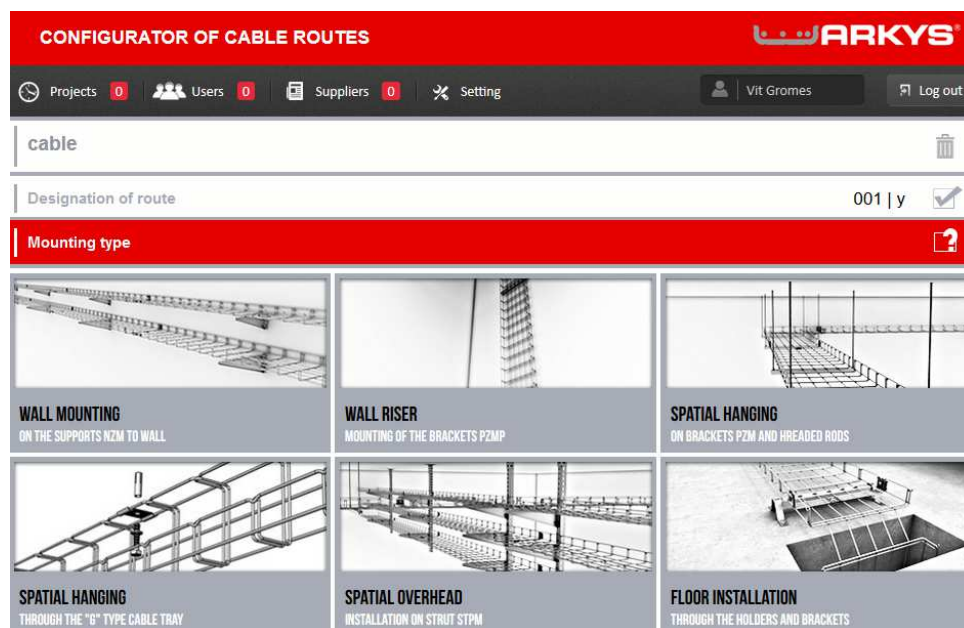 CONFIGURATOR OF CABLE ROUTES
ARKYS®
Projects 0 Users 0 Suppliers 0 Setting Vit Gromes Log out
cable
Designation of route 001 | y
Mounting type
WALL MOUNTING
ON THE SUPPORTS NZM TO WALL
WALL RISER
MOUNTING OF THE BRACKETS PZMP
SPATIAL HANGING
ON BRACKETS PZM AND HREADED RODS
SPATIAL HANGING
THROUGH THE "G" TYPE CABLE TRAY
SPATIAL OVERHEAD
INSTALLATION ON STRUT STPM
FLOOR INSTALLATION
THROUGH THE HOLDERS AND BRACKETS